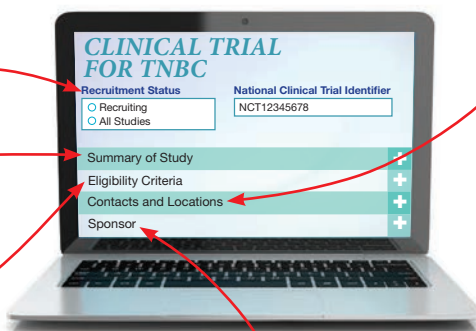 CLINICAL TRIAL
FOR TNBC
Recruitment Status
National Clinical Trial Identifier
Recruiting
All Studies
NCT12345678
Summary of Study
Eligibility Criteria
Contacts and Locations
Sponsor